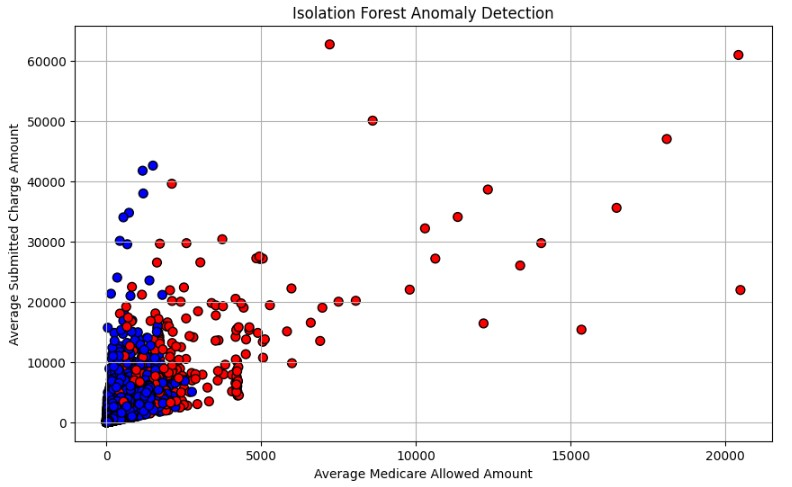 Isolation Forest Anomaly Detection
Average Submitted Charge Amount
60000
50000
40000
30000
20000
10000
0
0 5000 10000 15000 20000
Average Medicare Allowed Amount